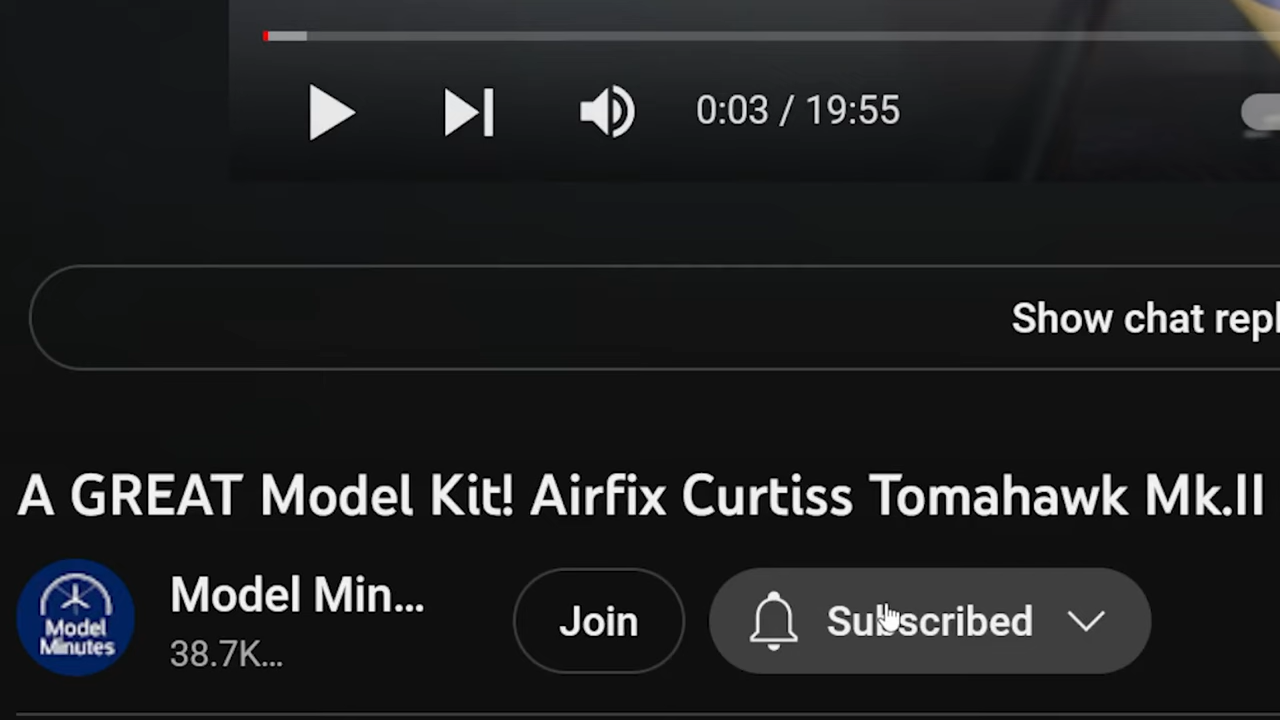 0:03 / 19:55
Show chat repl
A GREAT Model Kit! Airfix Curtiss Tomahawk Mk.II
Model Min...
38.7K...
Model
Minutes
Join
Subscribed